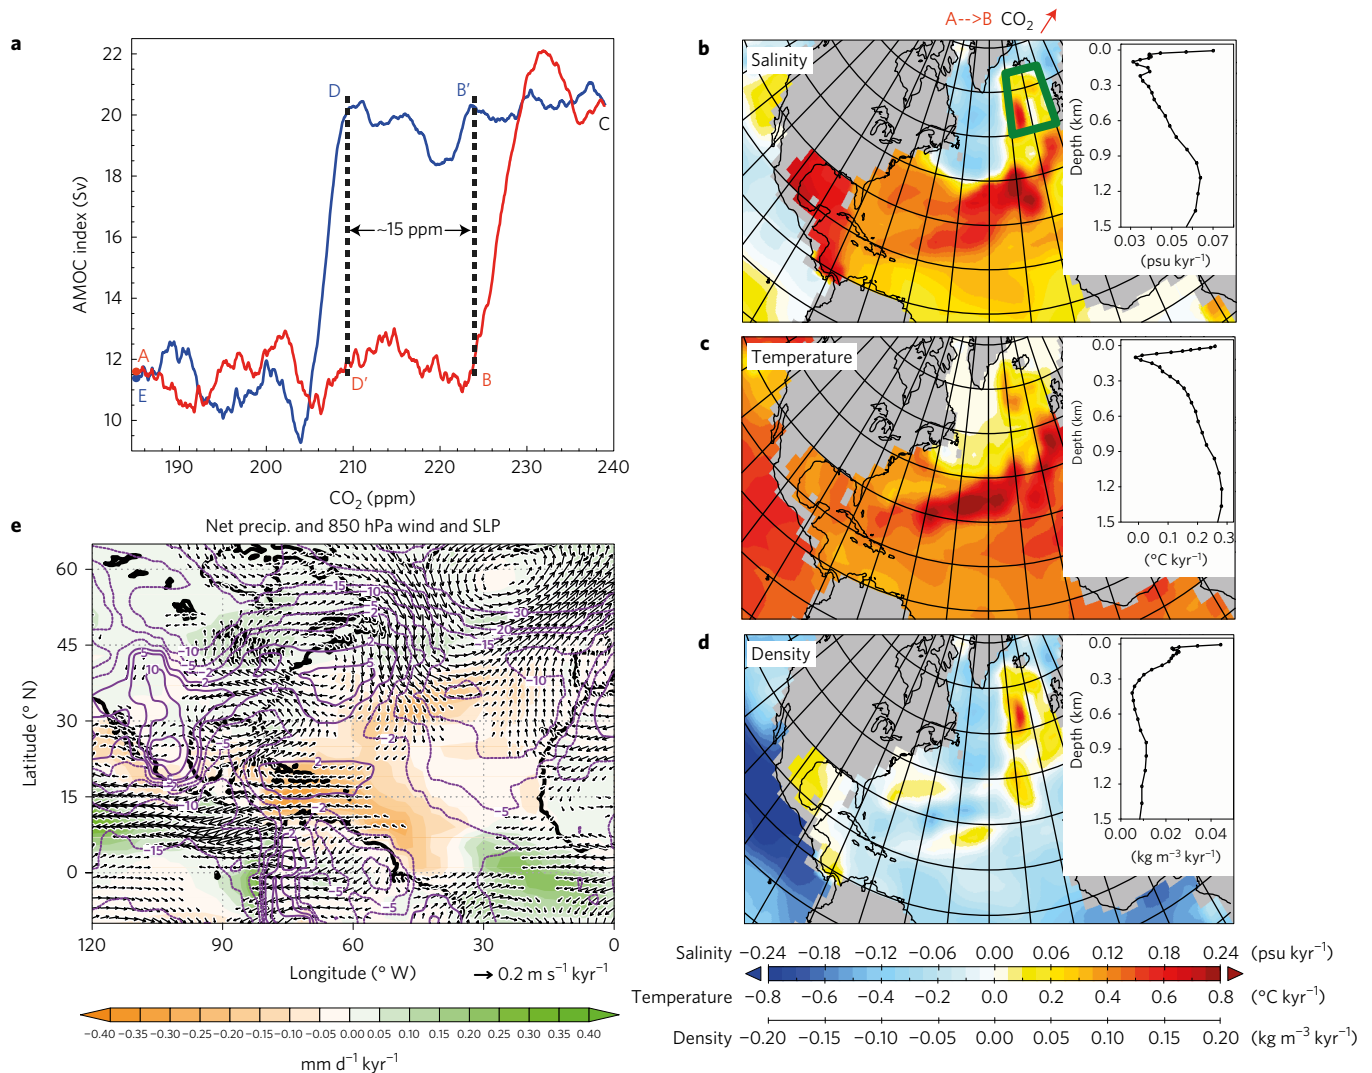 a
22
20
18
16
14
12
10
AMOC index (Sv)
D
B′
C
~15 ppm
A
E
D′
B
190
200
210
220
230
240
CO₂ (ppm)
A-->B CO₂
b
Salinity
0.0
0.3
0.6
0.9
1.2
1.5
Depth (km)
0.03
0.05
0.07
(psu kyr⁻¹)
c
Temperature
0.0
0.3
0.6
0.9
1.2
1.5
Depth (km)
0.0
0.1
0.2
0.3
(°C kyr⁻¹)
d
Density
0.0
0.3
0.6
0.9
1.2
1.5
Depth (km)
0.00
0.02
0.04
(kg m⁻³ kyr⁻¹)
e
Net precip. and 850 hPa wind and SLP
60
45
30
15
0
Latitude (° N)
120
90
60
30
0
Longitude (° W)
0.2 m s⁻¹ kyr⁻¹
−0.40 −0.35 −0.30 −0.25 −0.20 −0.15 −0.10 −0.05 0.00 0.05 0.10 0.15 0.20 0.25 0.30 0.35 0.40
mm d⁻¹ kyr⁻¹
Salinity −0.24 −0.18 −0.12 −0.06 0.00 0.06 0.12 0.18 0.24 (psu kyr⁻¹)
Temperature −0.8 −0.6 −0.4 −0.2 0.0 0.2 0.4 0.6 0.8 (°C kyr⁻¹)
Density −0.20 −0.15 −0.10 −0.05 0.00 0.05 0.10 0.15 0.20 (kg m⁻³ kyr⁻¹)